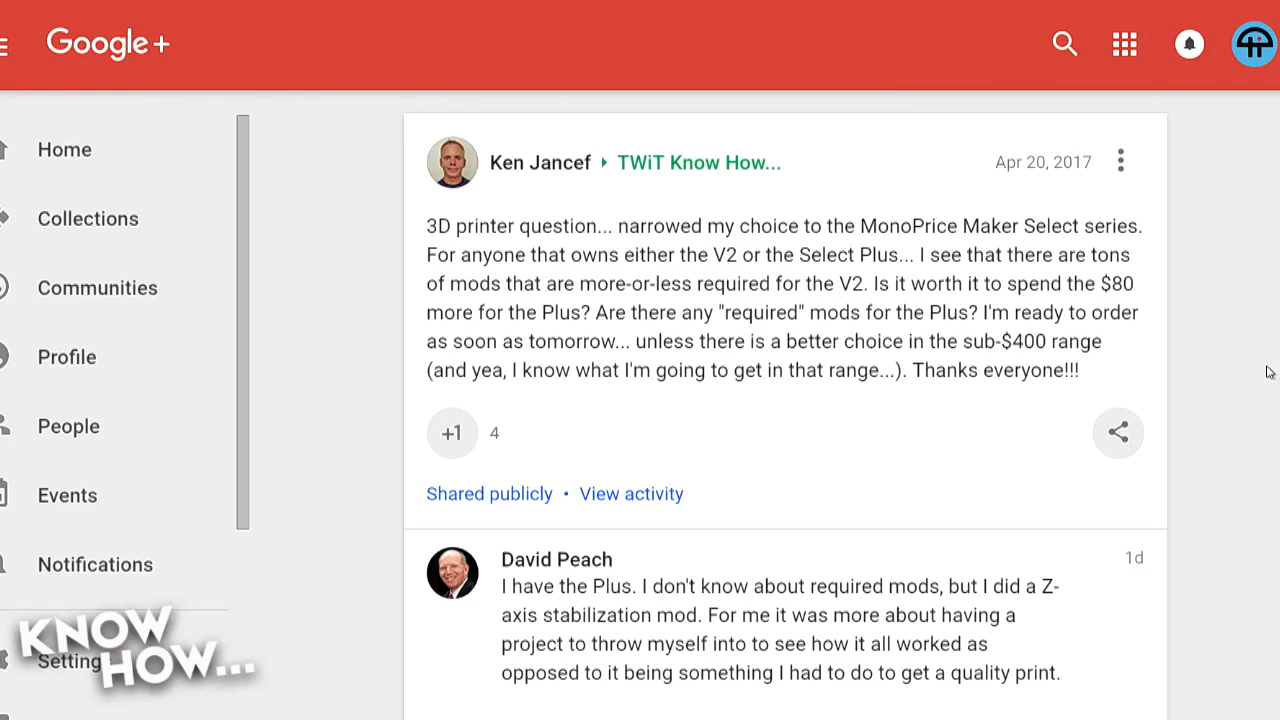 Google+
Home
Collections
Communities
Profile
People
Events
Notifications
Setting
KNOW
HOW...
Ken Jancef TWiT Know How...
Apr 20, 2017
3D printer question... narrowed my choice to the MonoPrice Maker Select series.
For anyone that owns either the V2 or the Select Plus... I see that there are tons
of mods that are more-or-less required for the V2. Is it worth it to spend the $80
more for the Plus? Are there any "required" mods for the Plus? I'm ready to order
as soon as tomorrow... unless there is a better choice in the sub-$400 range
(and yea, I know what I'm going to get in that range...). Thanks everyone!!!
+1 4
Shared publicly • View activity
David Peach
1d
I have the Plus. I don't know about required mods, but I did a Z-
axis stabilization mod. For me it was more about having a
project to throw myself into to see how it all worked as
opposed to it being something I had to do to get a quality print.